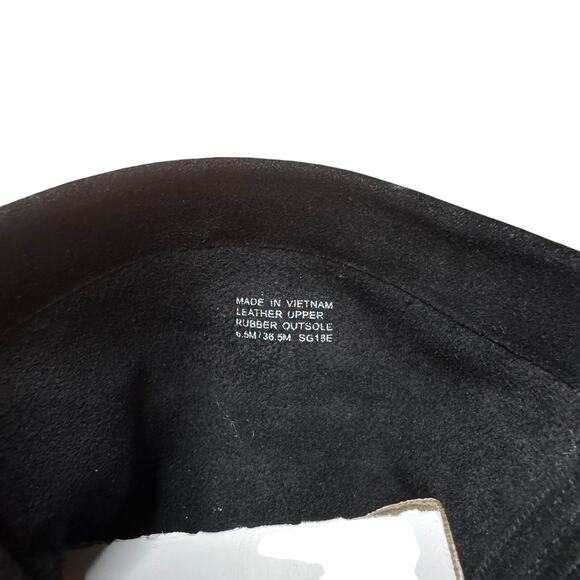 MADE IN VIETNAM
LEATHER UPPER
RUBBER OUTSOLE
6.5M/36.5M SG18E